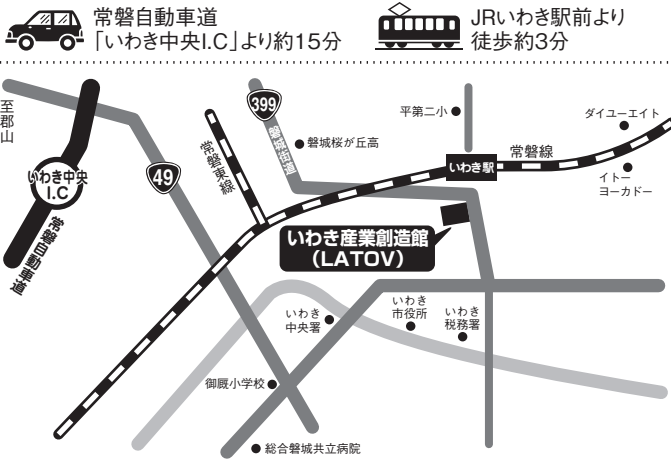 常磐自動車道
「いわき中央I.C」より約15分
JRいわき駅前より
徒歩約3分
至郡山
いわき中央
I.C
常磐自動車道
49
399
常磐東線
磐城桜が丘高
平第二小
ダイユーエイト
いわき駅
常磐線
イトー
ヨーカドー
いわき産業創造館
(LATOV)
いわき
中央署
いわき
市役所
いわき
税務署
御厩小学校
総合磐城共立病院